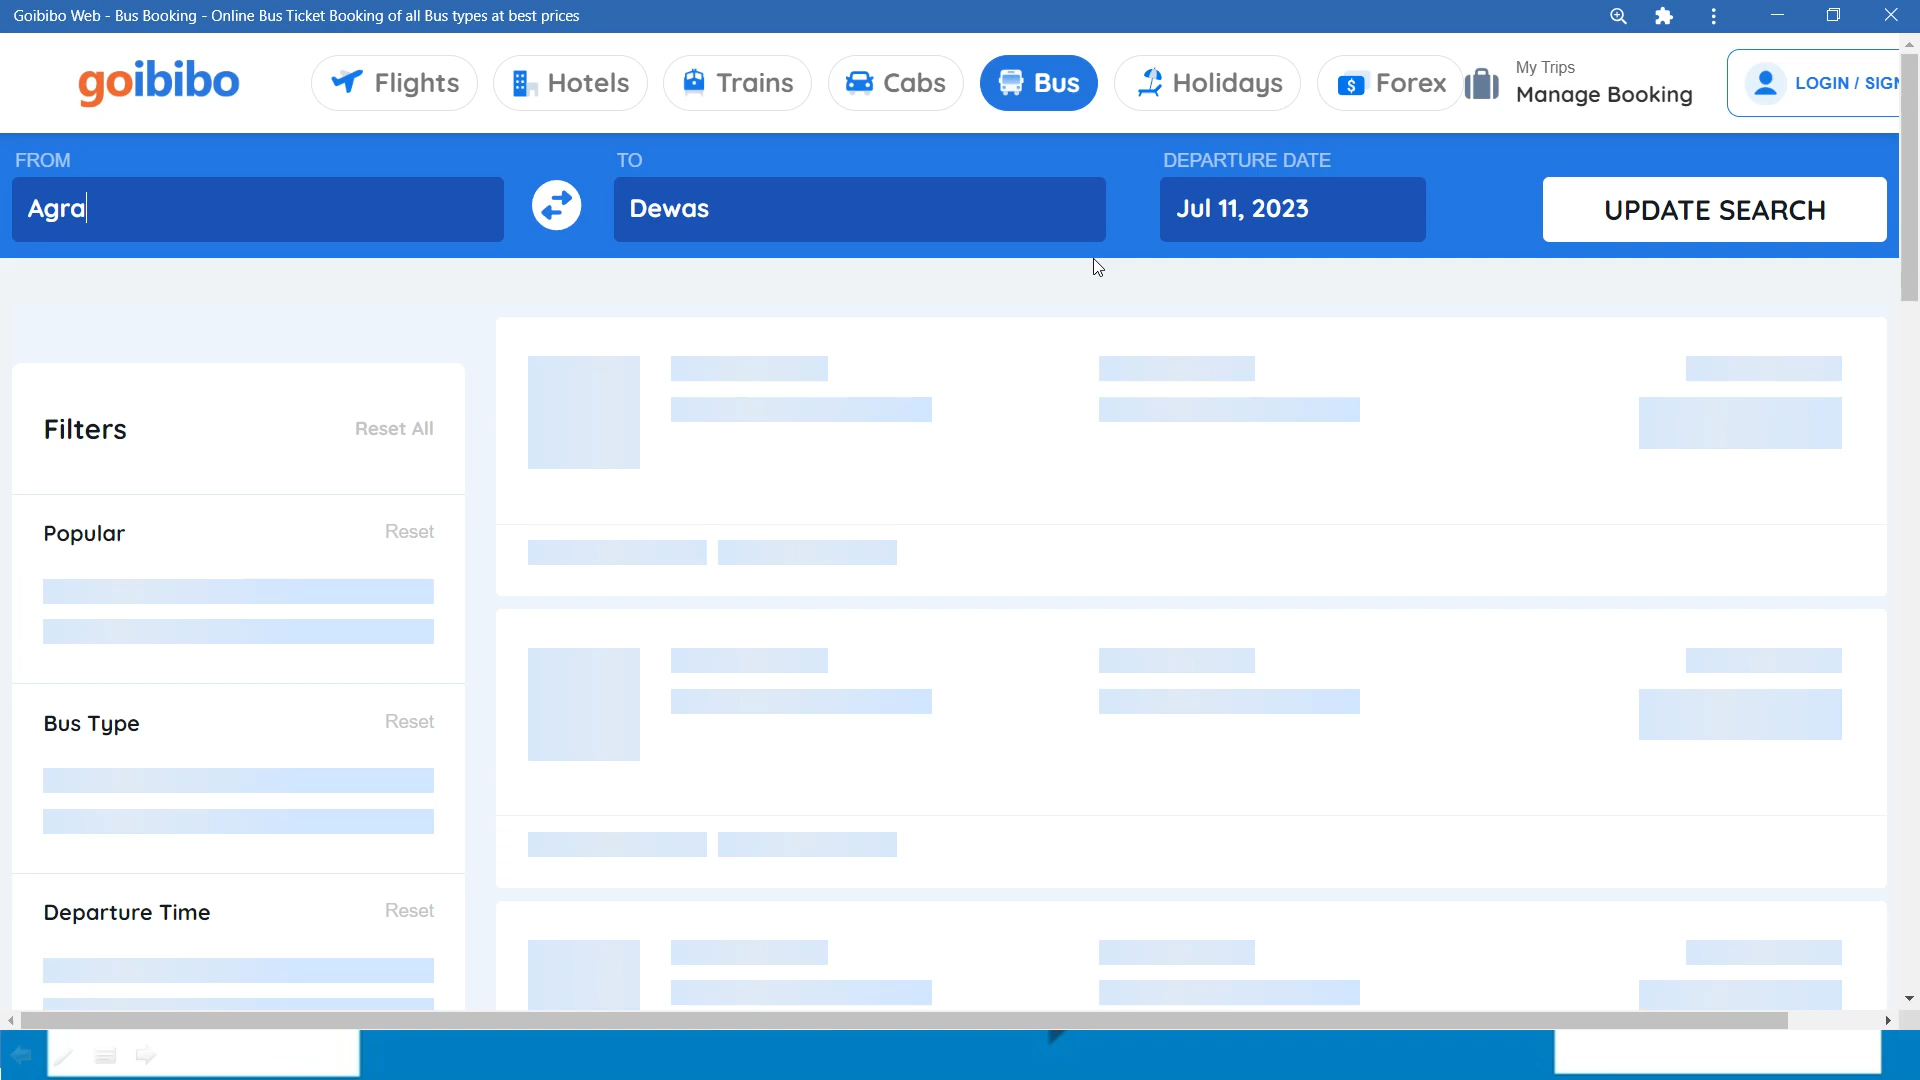 Goibibo Web - Bus Booking - Online Bus Ticket Booking of all Bus types at best prices
goibibo
Flights
Hotels
Trains
Cabs
Bus
Holidays
$ Forex
My Trips
Manage Booking
LOGIN / SIGN
FROM
Agra
TO
Dewas
DEPARTURE DATE
Jul 11, 2023
UPDATE SEARCH
Filters
Reset All
Popular
Reset
Bus Type
Reset
Departure Time
Reset